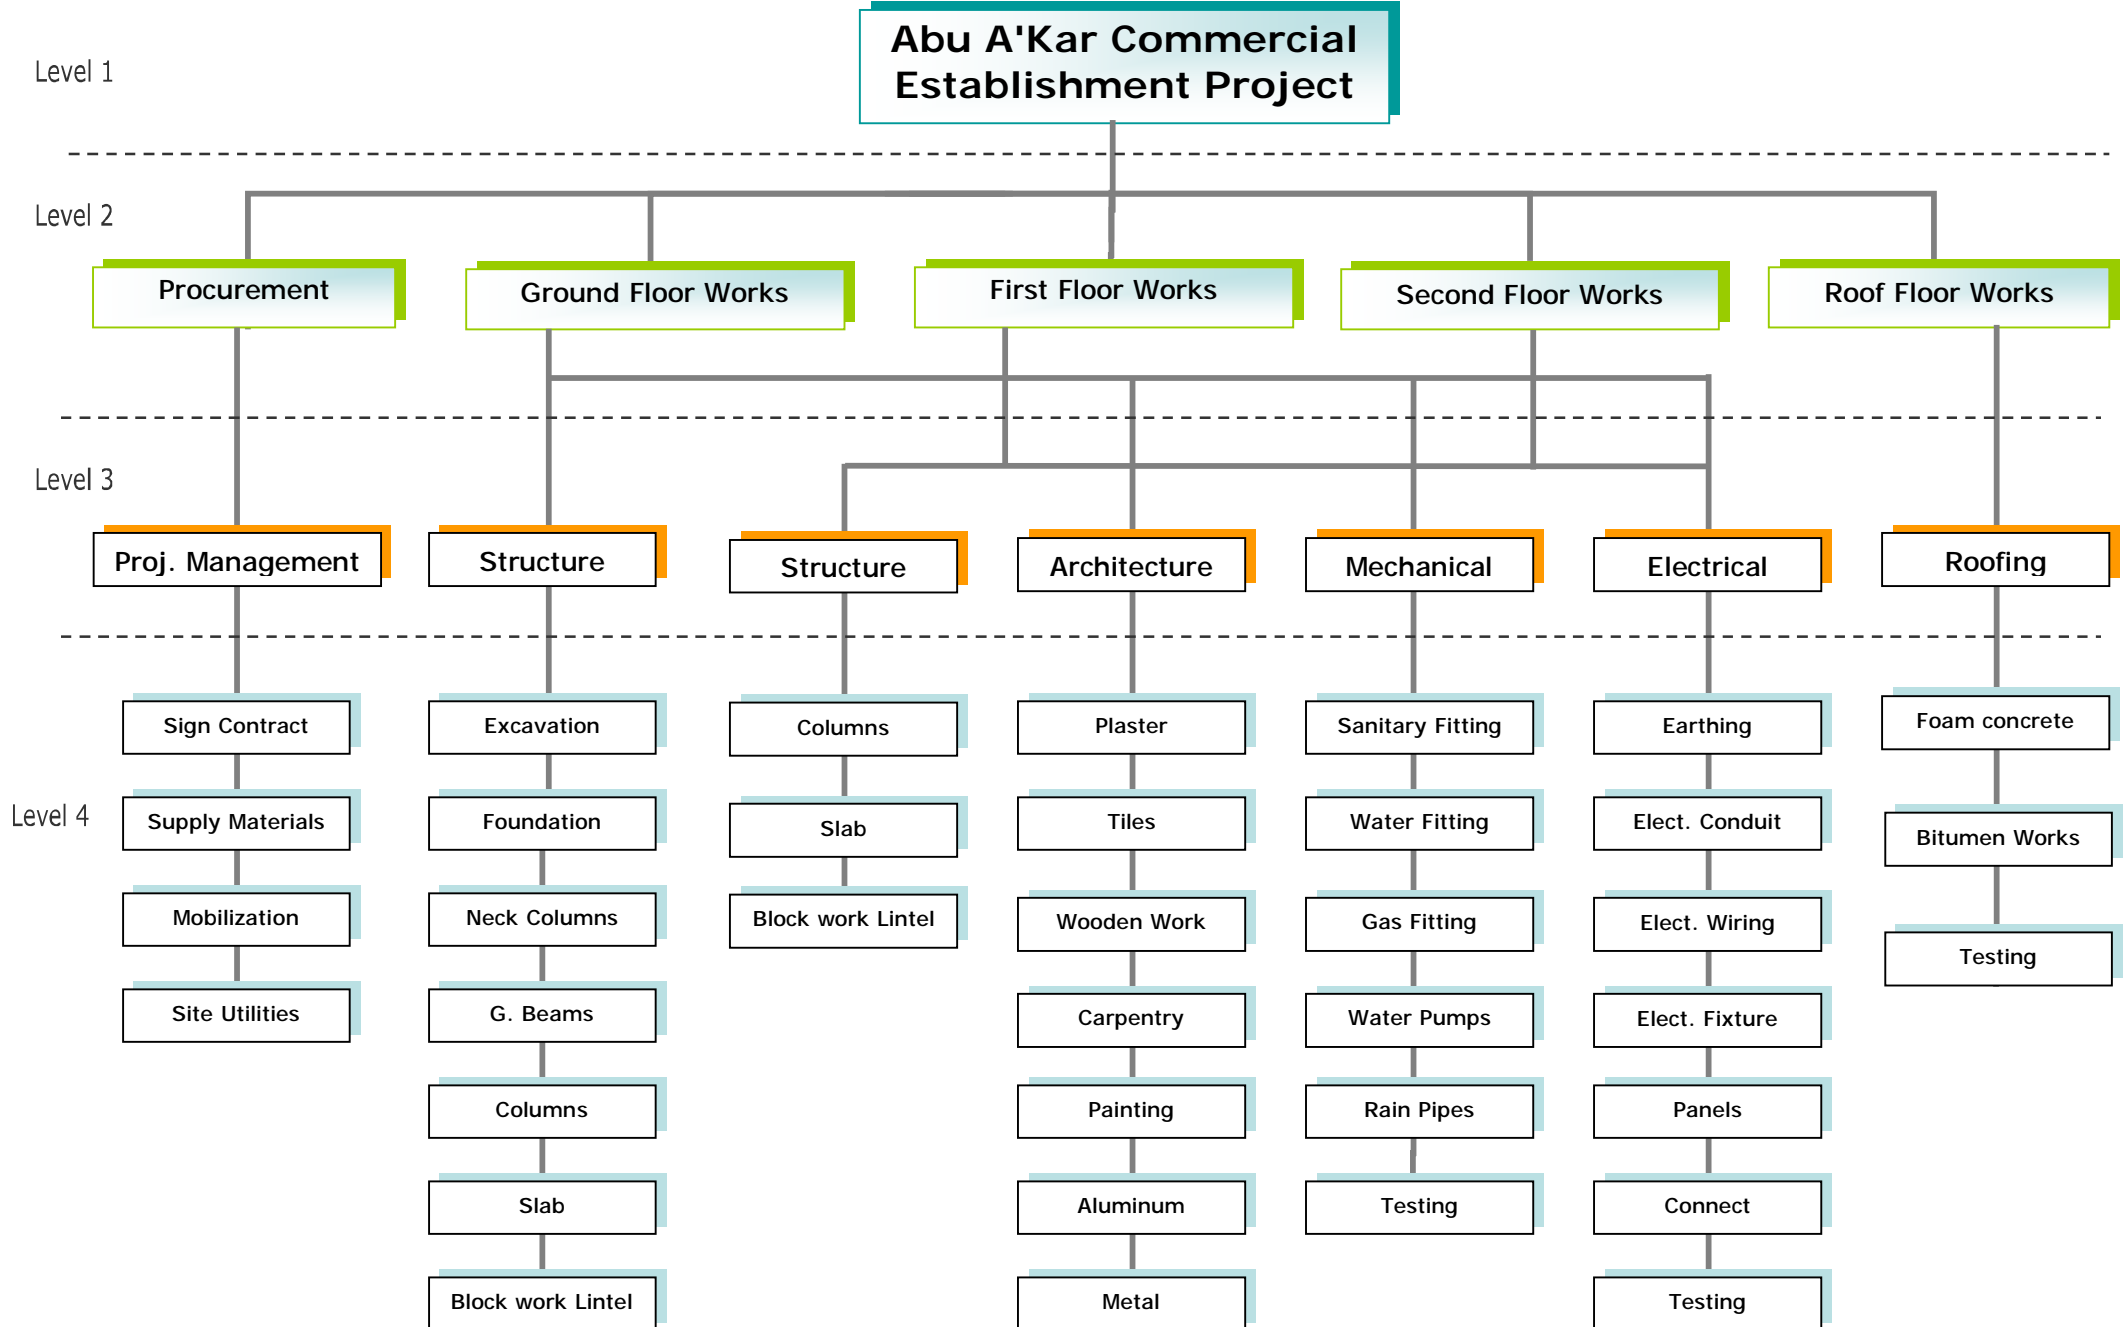 Abu A'Kar Commercial
Establishment Project
Level 1
Level 2
Procurement
Ground Floor Works
First Floor Works
Second Floor Works
Roof Floor Works
Level 3
Proj. Management
Structure
Structure
Architecture
Mechanical
Electrical
Roofing
Level 4
Sign Contract
Supply Materials
Mobilization
Site Utilities
Excavation
Foundation
Neck Columns
G. Beams
Columns
Slab
Block work Lintel
Columns
Slab
Block work Lintel
Plaster
Tiles
Wooden Work
Carpentry
Painting
Aluminum
Metal
Sanitary Fitting
Water Fitting
Gas Fitting
Water Pumps
Rain Pipes
Testing
Earthing
Elect. Conduit
Elect. Wiring
Elect. Fixture
Panels
Connect
Testing
Foam concrete
Bitumen Works
Testing